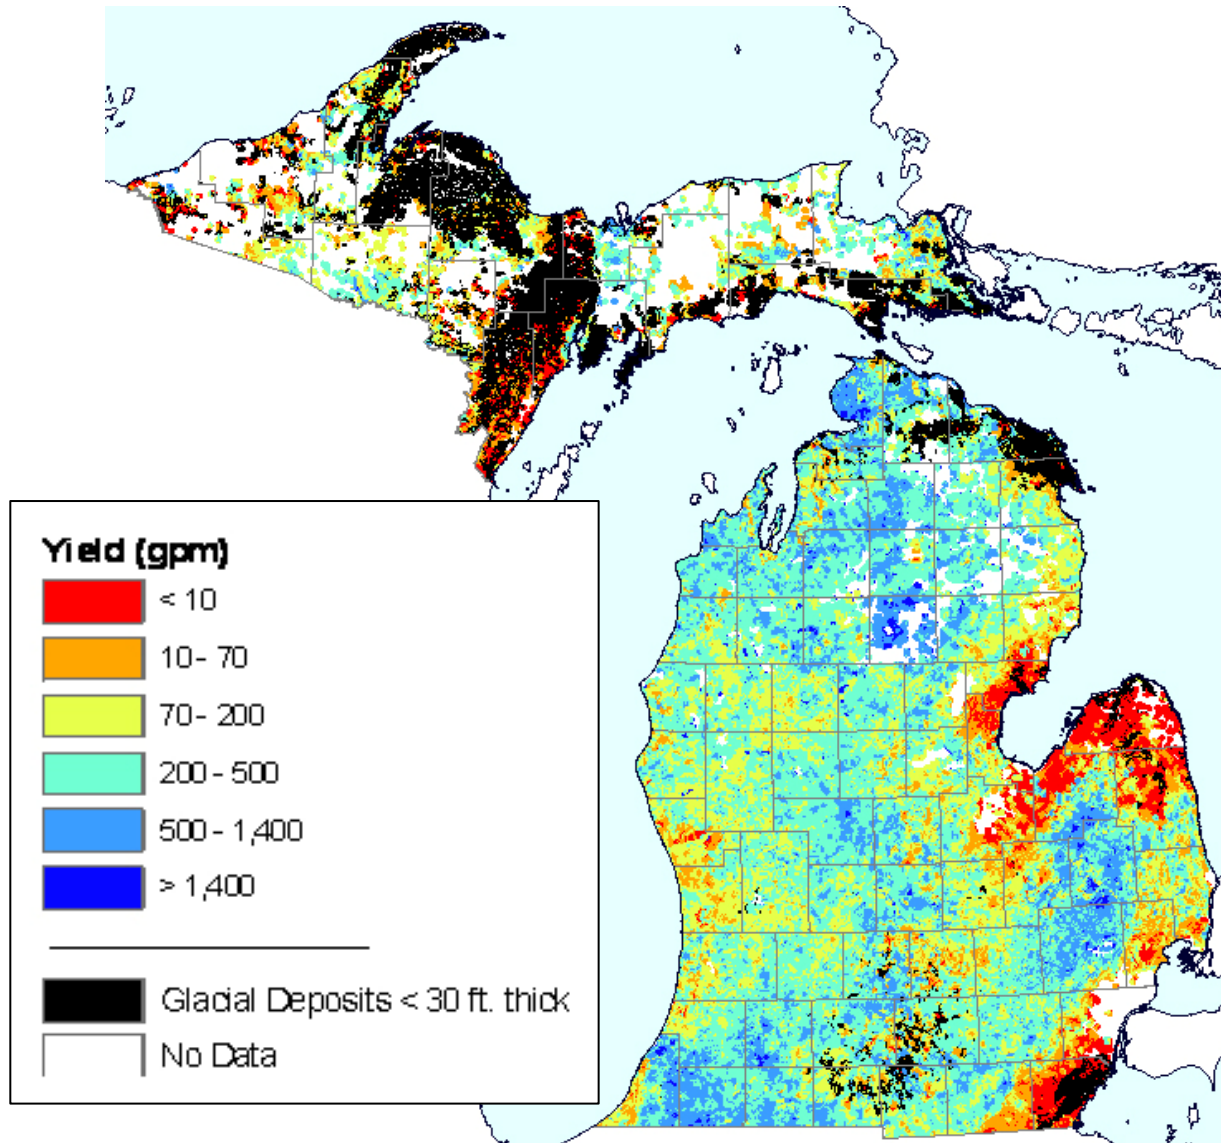 Yield (gpm)
< 10
10 - 70
70 - 200
200 - 500
500 - 1,400
> 1,400
Glacial Deposits < 30 ft. thick
No Data